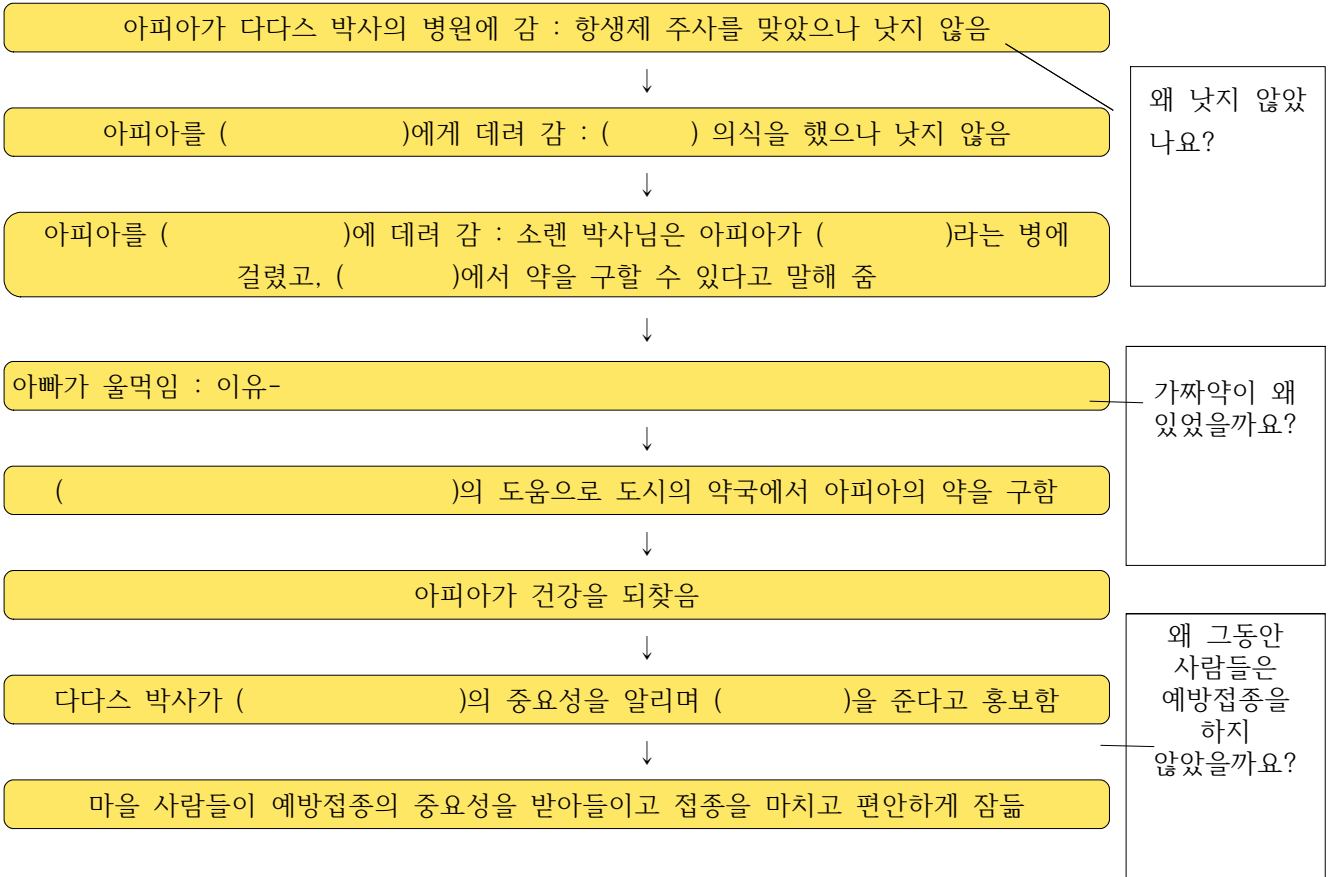 아피아가 다다스 박사의 병원에 감 : 항생제 주사를 맞았으나 낫지 않음
↓
왜 낫지 않았
나요?
아피아를 (                )에게 데려 감 : (       ) 의식을 했으나 낫지 않음
↓
아피아를 (                )에 데려 감 : 소렌 박사님은 아피아가 (          )라는 병에
걸렸고, (         )에서 약을 구할 수 있다고 말해 줌
↓
아빠가 울먹임 : 이유-
가짜약이 왜
있었을까요?
↓
(                                  )의 도움으로 도시의 약국에서 아피아의 약을 구함
↓
아피아가 건강을 되찾음
↓
다다스 박사가 (                   )의 중요성을 알리며 (          )을 준다고 홍보함
↓
마을 사람들이 예방접종의 중요성을 받아들이고 접종을 마치고 편안하게 잠듦
왜 그동안
사람들은
예방접종을
하지
않았을까요?